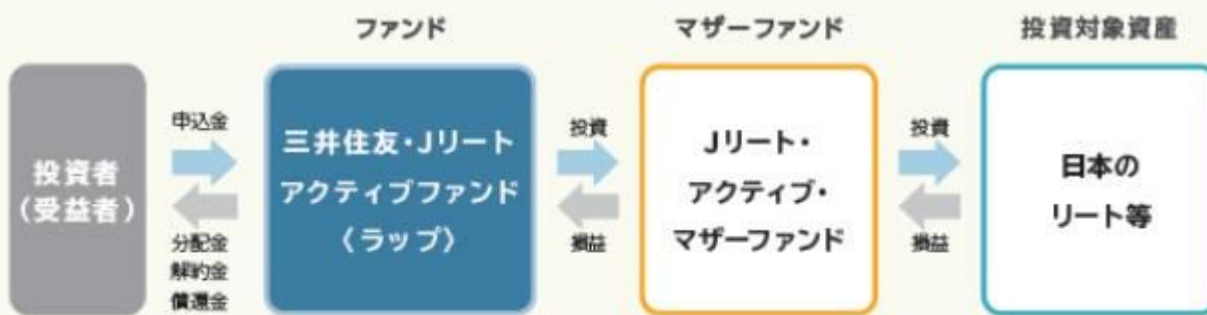 ファンド
マザーファンド
投資対象資産
投資者
（受益者）
申込金
分配金
解約金
償還金
三井住友・Jリート
アクティブファンド
〈ラップ〉
投資
損益
Jリート・
アクティブ・
マザーファンド
投資
損益
日本の
リート等